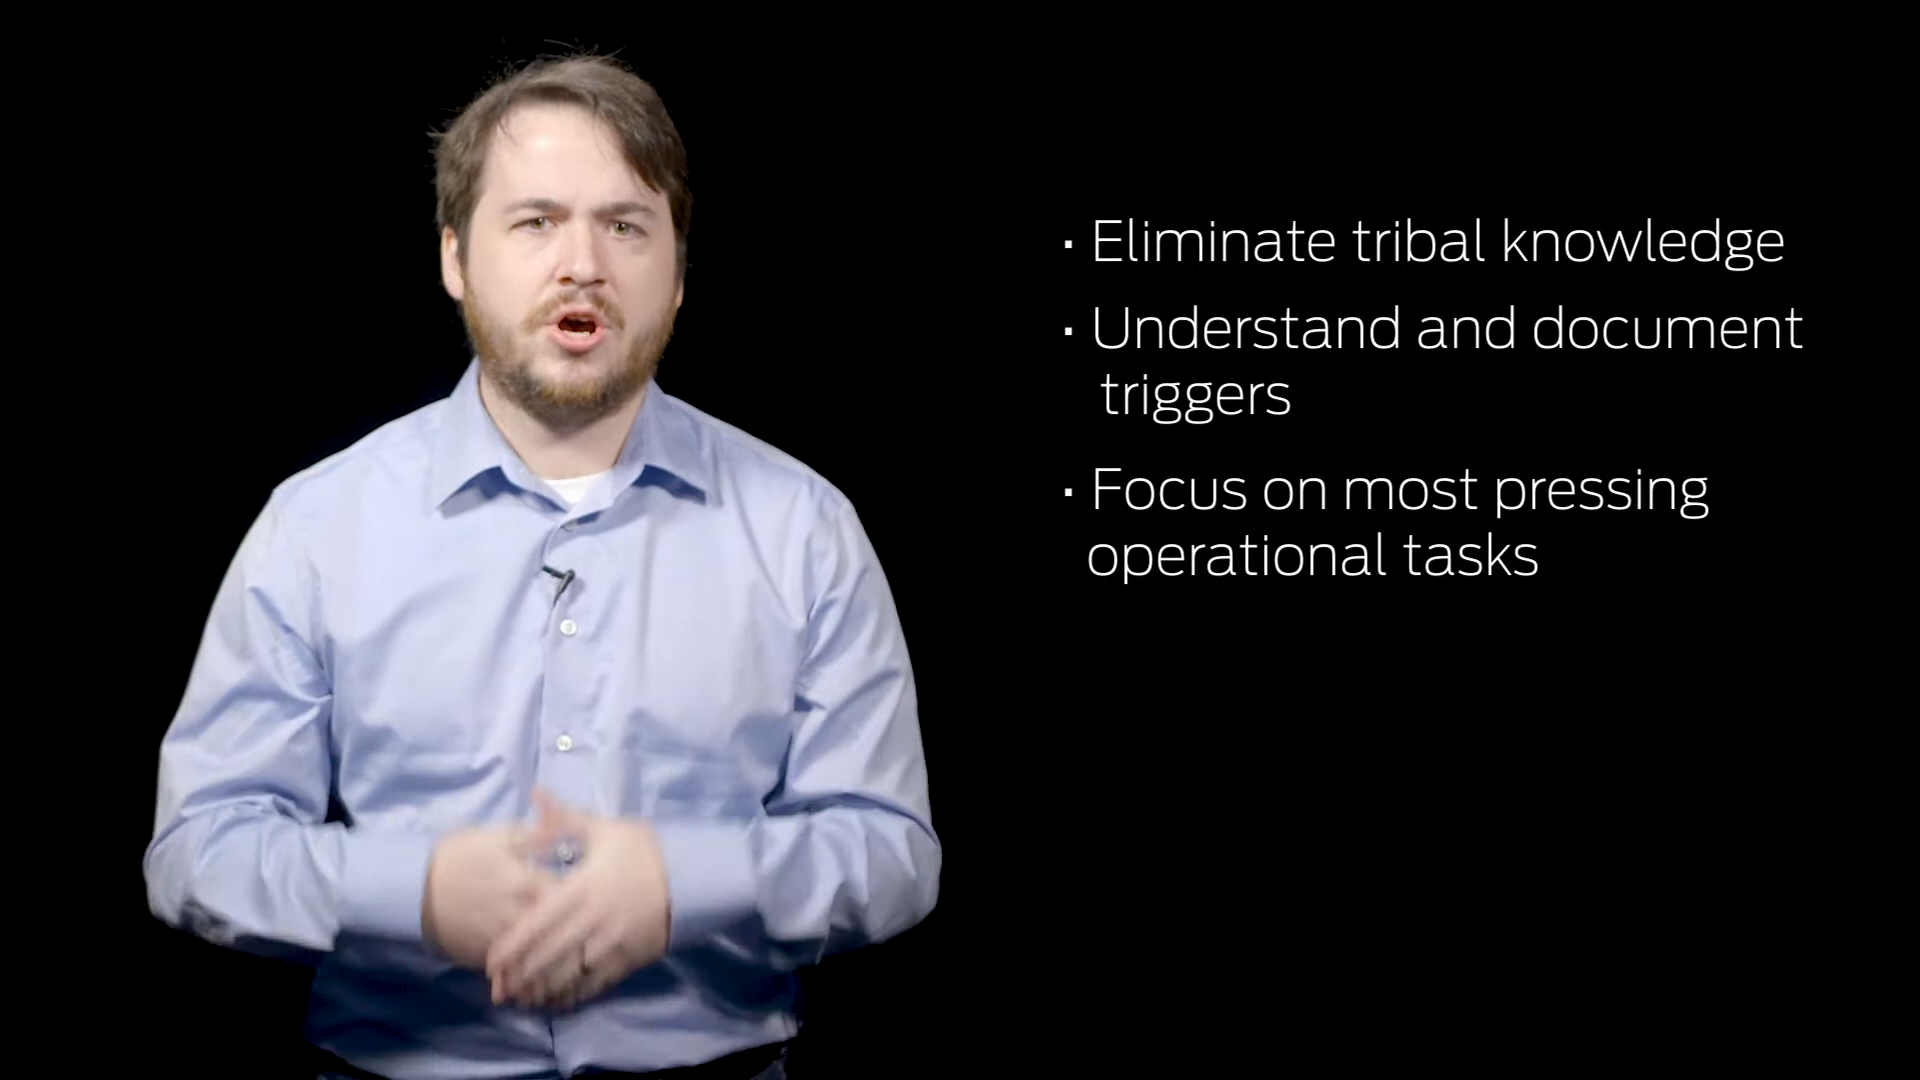 · Eliminate tribal knowledge
· Understand and document
triggers
· Focus on most pressing
operational tasks